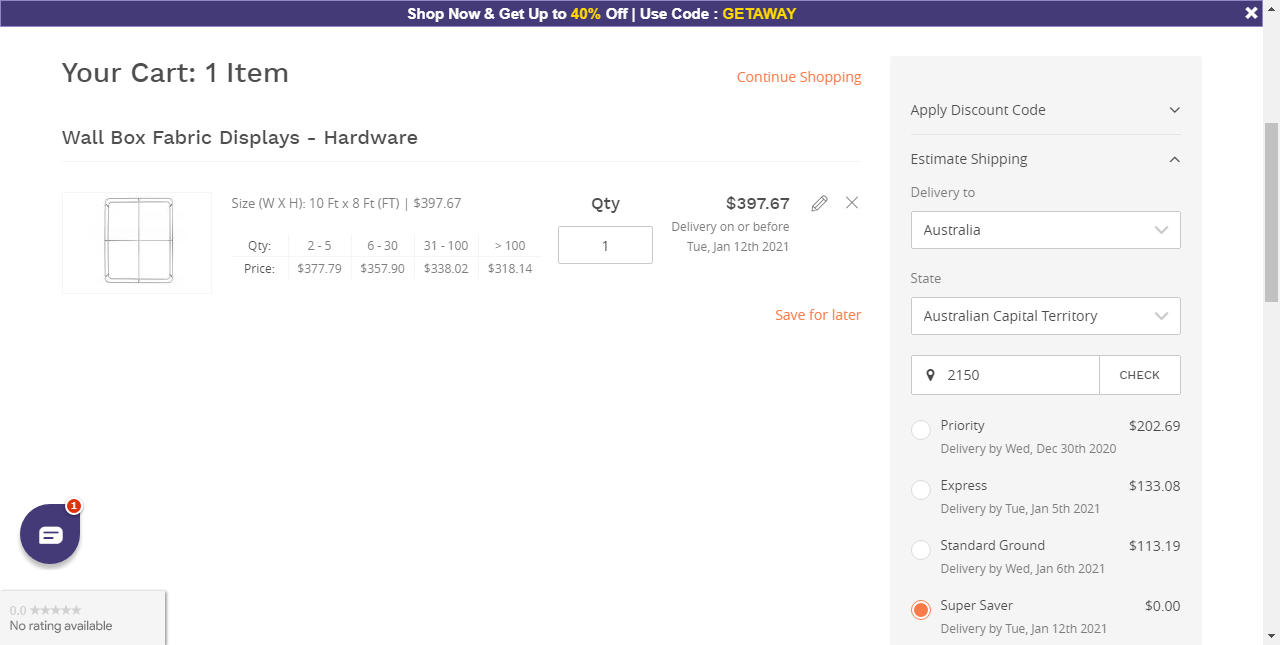 Shop Now & Get Up to 40% Off | Use Code : GETAWAY
Your Cart: 1 Item
Continue Shopping
Wall Box Fabric Displays - Hardware
Size (W X H): 10 Ft x 8 Ft (FT) | $397.67
Qty: 2 - 5 6 - 30 31 - 100 > 100
Price: $377.79 $357.90 $338.02 $318.14
Qty
1
$397.67
Delivery on or before
Tue, Jan 12th 2021
Save for later
Apply Discount Code
Estimate Shipping
Delivery to
Australia
State
Australian Capital Territory
2150 CHECK
Priority $202.69
Delivery by Wed, Dec 30th 2020
Express $133.08
Delivery by Tue, Jan 5th 2021
Standard Ground $113.19
Delivery by Wed, Jan 6th 2021
Super Saver $0.00
Delivery by Tue, Jan 12th 2021
1
0.0
No rating available